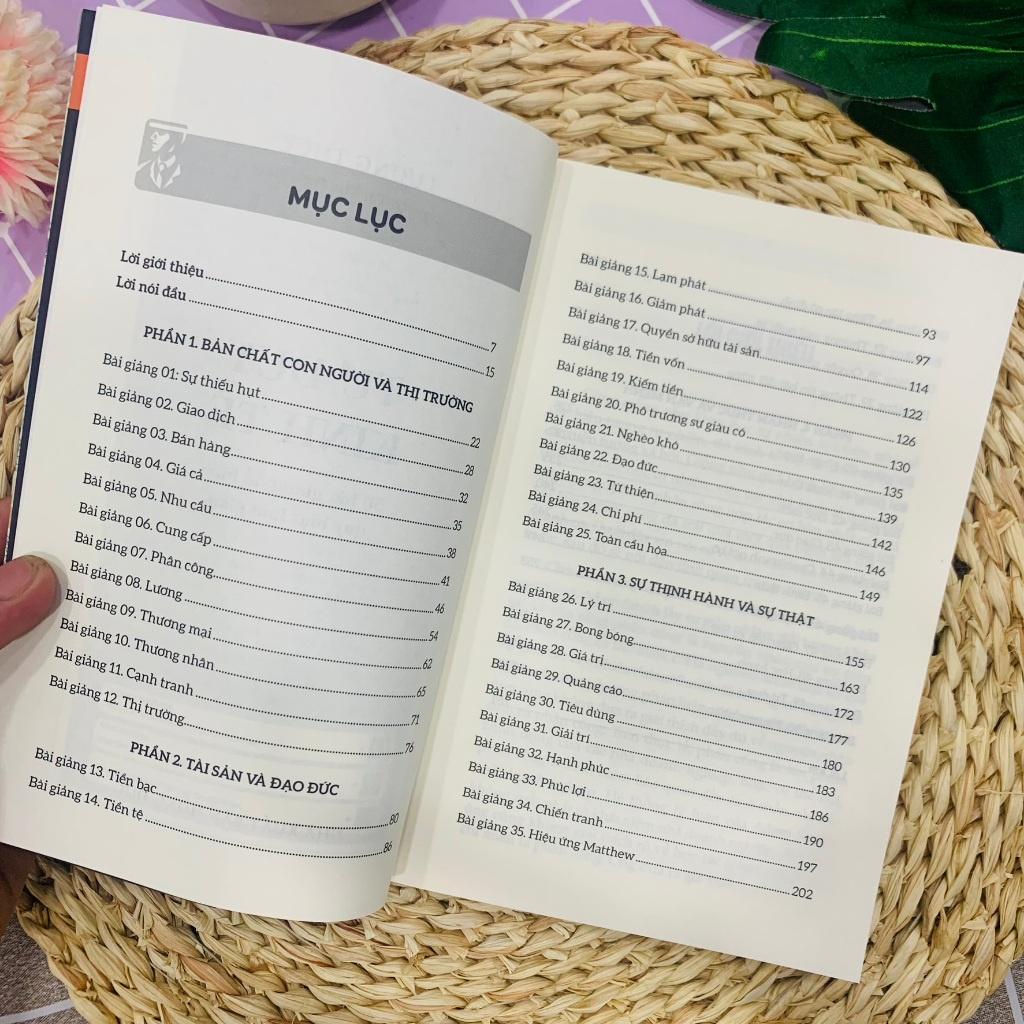 MỤC LỤC
Lời giới thiệu 7
Lời nói đầu 15
PHẦN 1. BẢN CHẤT CON NGƯỜI VÀ THỊ TRƯỜNG
Bài giảng 01: Sự thiếu hụt 22
Bài giảng 02. Giao dịch 28
Bài giảng 03. Bán hàng 32
Bài giảng 04. Giá cả 35
Bài giảng 05. Nhu cầu 38
Bài giảng 06. Cung cấp 41
Bài giảng 07. Phân công 46
Bài giảng 08. Lương 54
Bài giảng 09. Thương mại 62
Bài giảng 10. Thương nhân 65
Bài giảng 11. Cạnh tranh 71
Bài giảng 12. Thị trường 76
PHẦN 2. TÀI SẢN VÀ ĐẠO ĐỨC
Bài giảng 13. Tiền bạc 80
Bài giảng 14. Tiền tệ 86
Bài giảng 15. Lạm phát 93
Bài giảng 16. Giảm phát 97
Bài giảng 17. Quyền sở hữu tài sản 114
Bài giảng 18. Tiền vốn 122
Bài giảng 19. Kiếm tiền 126
Bài giảng 20. Phô trương sự giàu có 130
Bài giảng 21. Nghèo khó 135
Bài giảng 22. Đạo đức 139
Bài giảng 23. Từ thiện 142
Bài giảng 24. Chi phí 146
Bài giảng 25. Toàn cầu hóa 149
PHẦN 3. SỰ THỊNH HÀNH VÀ SỰ THẬT
Bài giảng 26. Lý trí 155
Bài giảng 27. Bong bóng 163
Bài giảng 28. Giá trị 172
Bài giảng 29. Quảng cáo 177
Bài giảng 30. Tiêu dùng 180
Bài giảng 31. Giải trí 183
Bài giảng 32. Hạnh phúc 186
Bài giảng 33. Phúc lợi 190
Bài giảng 34. Chiến tranh 197
Bài giảng 35. Hiệu ứng Matthew 202